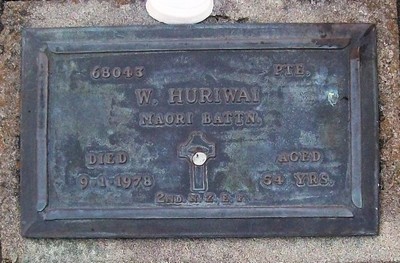 68043 PTE.
W. HURIWAI
MAORI BATTN.
DIED AGED
9-1-1978 64 YRS.
2ND. N.Z.E.F.